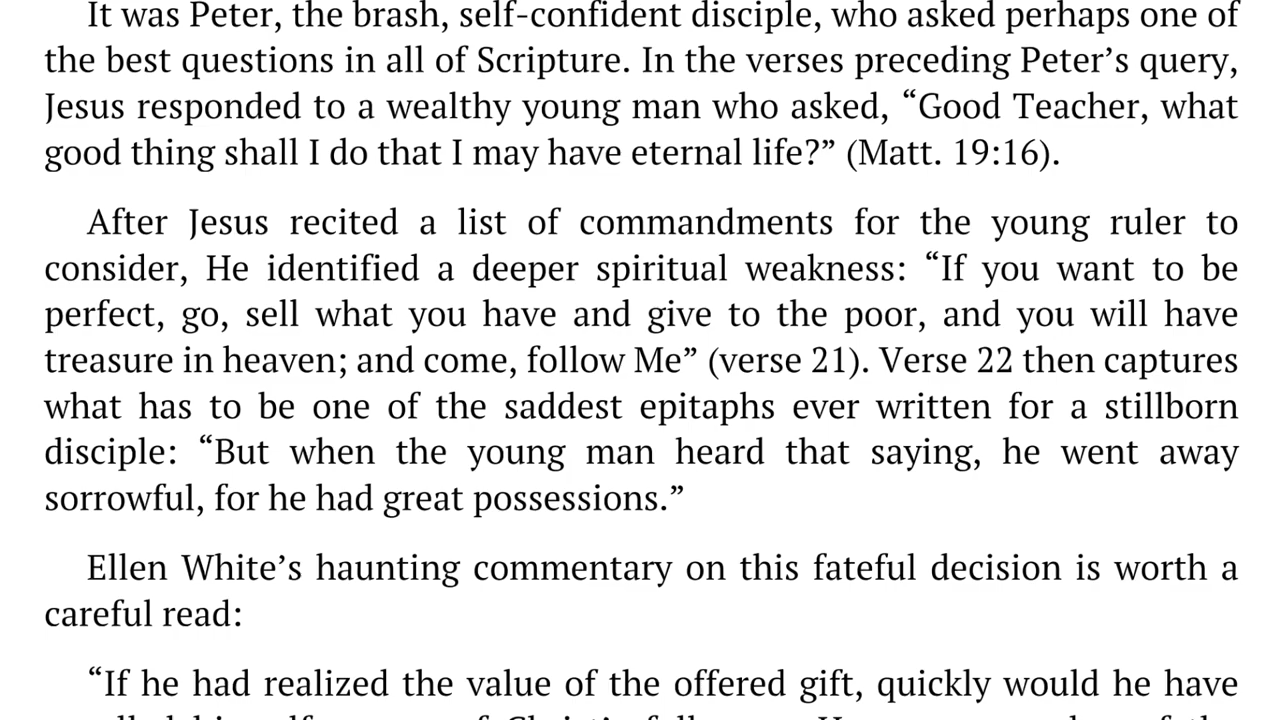 It was Peter, the brash, self-confident disciple, who asked perhaps one of
the best questions in all of Scripture. In the verses preceding Peter’s query,
Jesus responded to a wealthy young man who asked, “Good Teacher, what
good thing shall I do that I may have eternal life?” (Matt. 19:16).
After Jesus recited a list of commandments for the young ruler to
consider, He identified a deeper spiritual weakness: “If you want to be
perfect, go, sell what you have and give to the poor, and you will have
treasure in heaven; and come, follow Me” (verse 21). Verse 22 then captures
what has to be one of the saddest epitaphs ever written for a stillborn
disciple: “But when the young man heard that saying, he went away
sorrowful, for he had great possessions.”
Ellen White’s haunting commentary on this fateful decision is worth a
careful read:
“If he had realized the value of the offered gift, quickly would he have